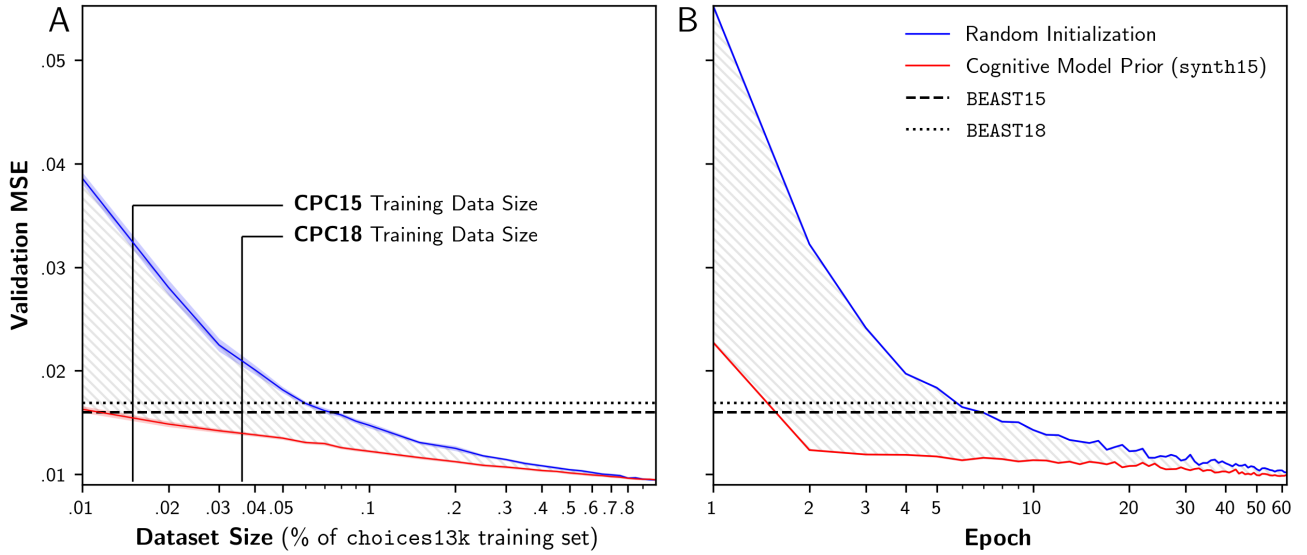 A
Validation MSE
.05
.04
.03
.02
.01
CPC15 Training Data Size
CPC18 Training Data Size
.01 .02 .03 .04 .05 .1 .2 .3 .4 .5 .6 .7 .8
Dataset Size (% of choices13k training set)
B
Random Initialization
Cognitive Model Prior (synth15)
BEAST15
BEAST18
1 2 3 4 5 10 20 30 40 50 60
Epoch